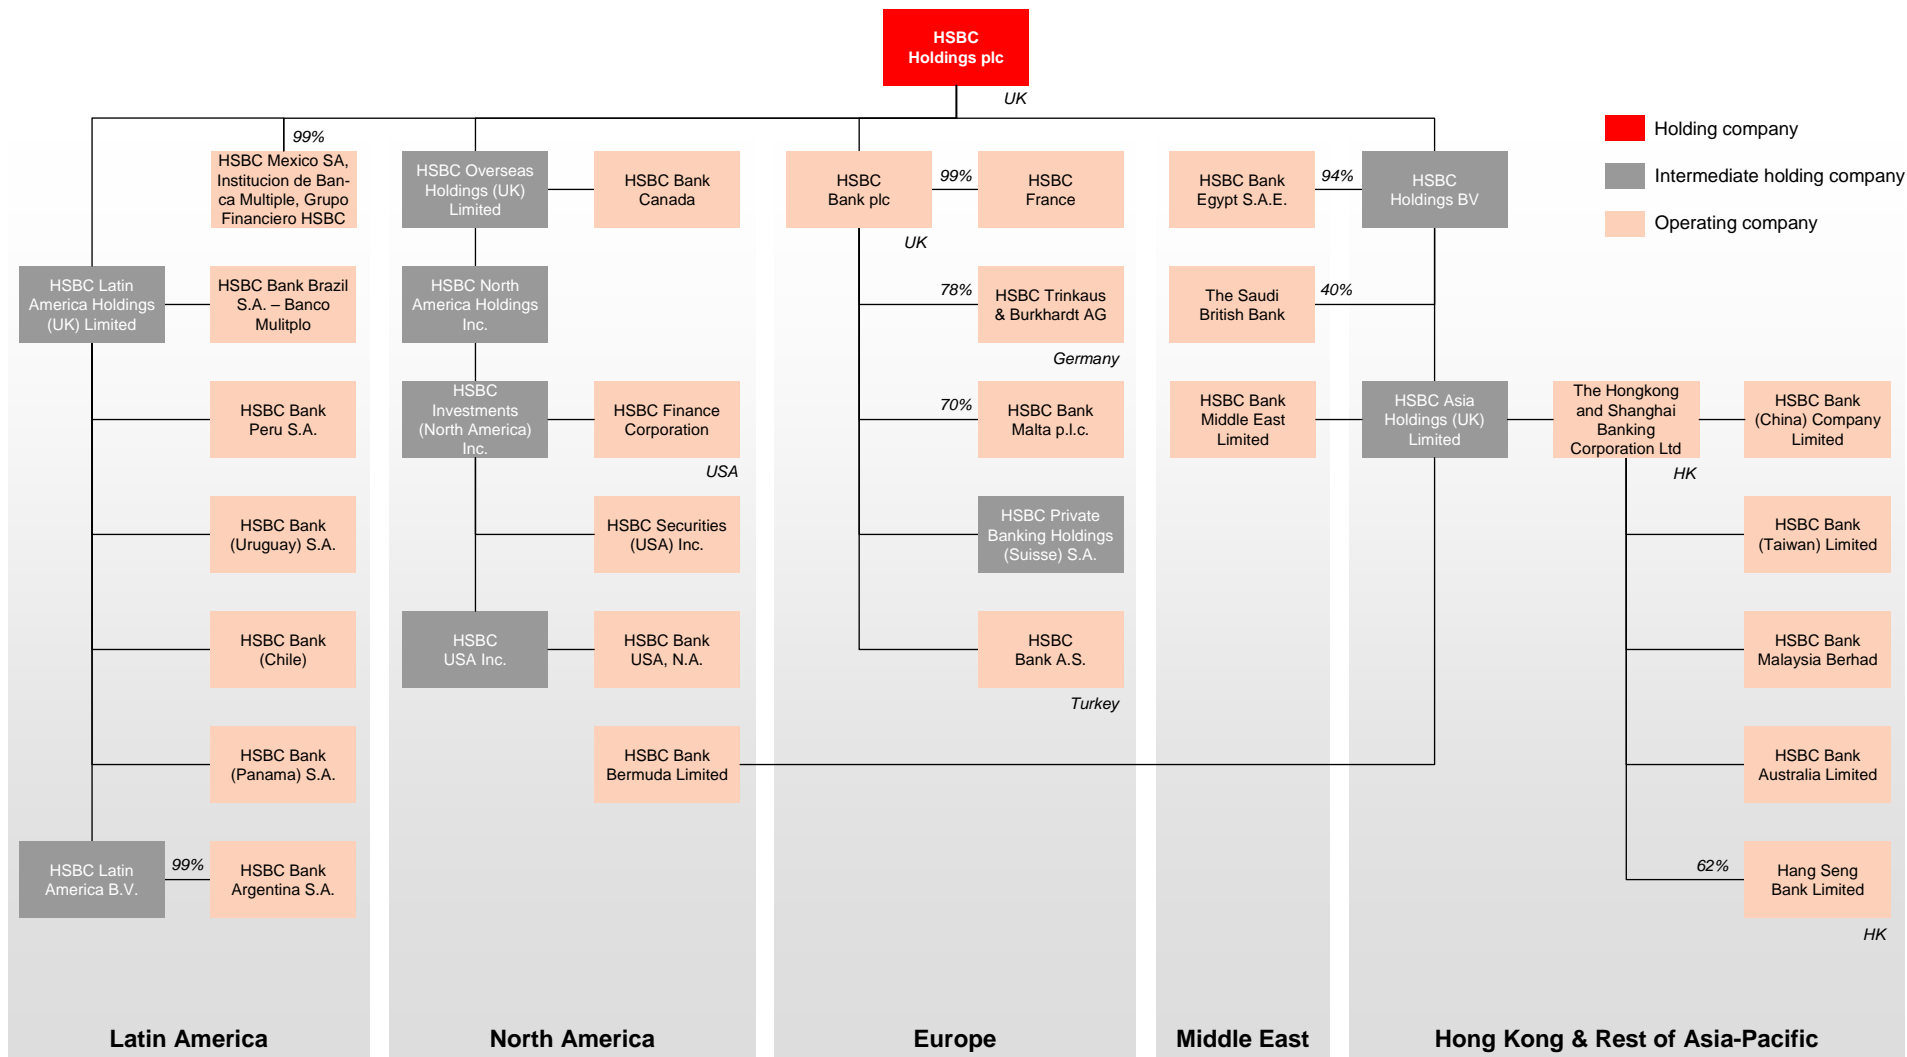 HSBC
Holdings plc
UK
Holding company
Intermediate holding company
Operating company
99%
HSBC Mexico SA,
Institucion de Ban-
ca Multiple, Grupo
Financiero HSBC
HSBC Latin
America Holdings
(UK) Limited
HSBC Bank Brazil
S.A. – Banco
Mulitplo
HSBC Bank
Peru S.A.
HSBC Bank
(Uruguay) S.A.
HSBC Bank
(Chile)
HSBC Bank
(Panama) S.A.
HSBC Latin
America B.V.
99%
HSBC Bank
Argentina S.A.
Latin America
HSBC Overseas
Holdings (UK)
Limited
HSBC Bank
Canada
HSBC North
America Holdings
Inc.
HSBC
Investments
(North America)
Inc.
HSBC Finance
Corporation
USA
HSBC Securities
(USA) Inc.
HSBC
USA Inc.
HSBC Bank
USA, N.A.
HSBC Bank
Bermuda Limited
North America
HSBC
Bank plc
UK
99%
HSBC
France
78%
HSBC Trinkaus
& Burkhardt AG
Germany
70%
HSBC Bank
Malta p.l.c.
HSBC Private
Banking Holdings
(Suisse) S.A.
HSBC
Bank A.S.
Turkey
Europe
HSBC Bank
Egypt S.A.E.
94%
The Saudi
British Bank
40%
HSBC Bank
Middle East
Limited
Middle East
HSBC
Holdings BV
HSBC Asia
Holdings (UK)
Limited
The Hongkong
and Shanghai
Banking
Corporation Ltd
HK
HSBC Bank
(China) Company
Limited
HSBC Bank
(Taiwan) Limited
HSBC Bank
Malaysia Berhad
HSBC Bank
Australia Limited
62%
Hang Seng
Bank Limited
HK
Hong Kong & Rest of Asia-Pacific